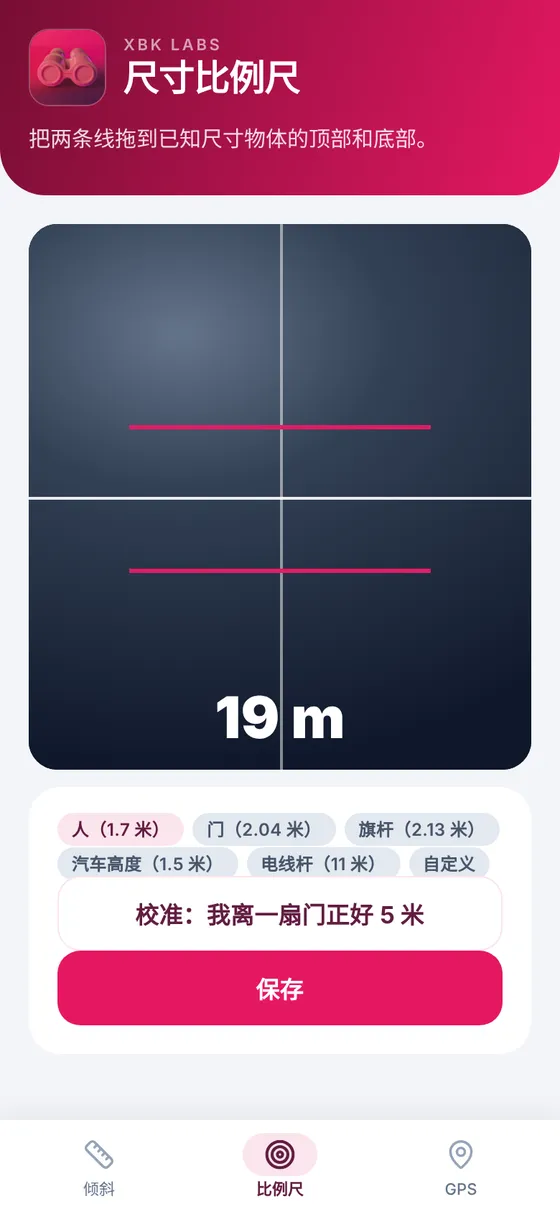 XBK LABS
尺寸比例尺
把两条线拖到已知尺寸物体的顶部和底部。
19 m
人（1.7 米）
门（2.04 米）
旗杆（2.13 米）
汽车高度（1.5 米）
电线杆（11 米）
自定义
校准：我离一扇门正好 5 米
保存
倾斜
比例尺
GPS